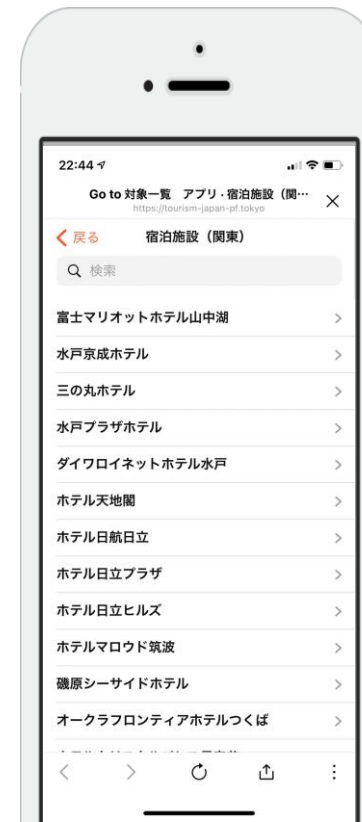 22:44
Go to 対象一覧 アプリ・宿泊施設（関…
https://tourism-japan-pf.tokyo
戻る 宿泊施設（関東）
検索
富士マリオットホテル山中湖
水戸京成ホテル
三の丸ホテル
水戸プラザホテル
ダイワロイネットホテル水戸
ホテル天地閣
ホテル日航日立
ホテル日立プラザ
ホテル日立ヒルズ
ホテルマロウド筑波
磯原シーサイドホテル
オークラフロンティアホテルつくば